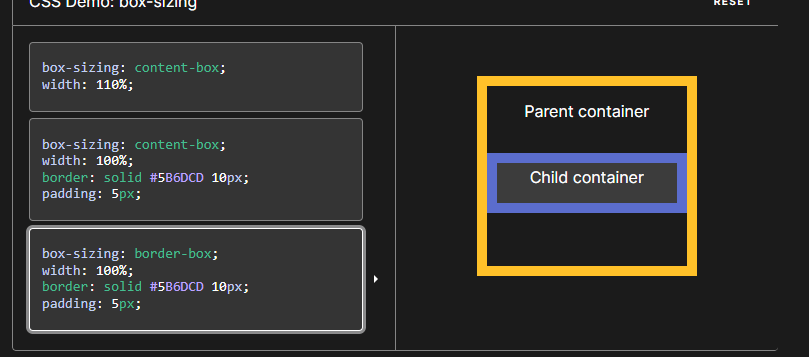 CSS Demo: box-sizing
RESET
box-sizing: content-box;
width: 110%;
box-sizing: content-box;
width: 100%;
border: solid #5B6DCD 10px;
padding: 5px;
box-sizing: border-box;
width: 100%;
border: solid #5B6DCD 10px;
padding: 5px;
Parent container
Child container